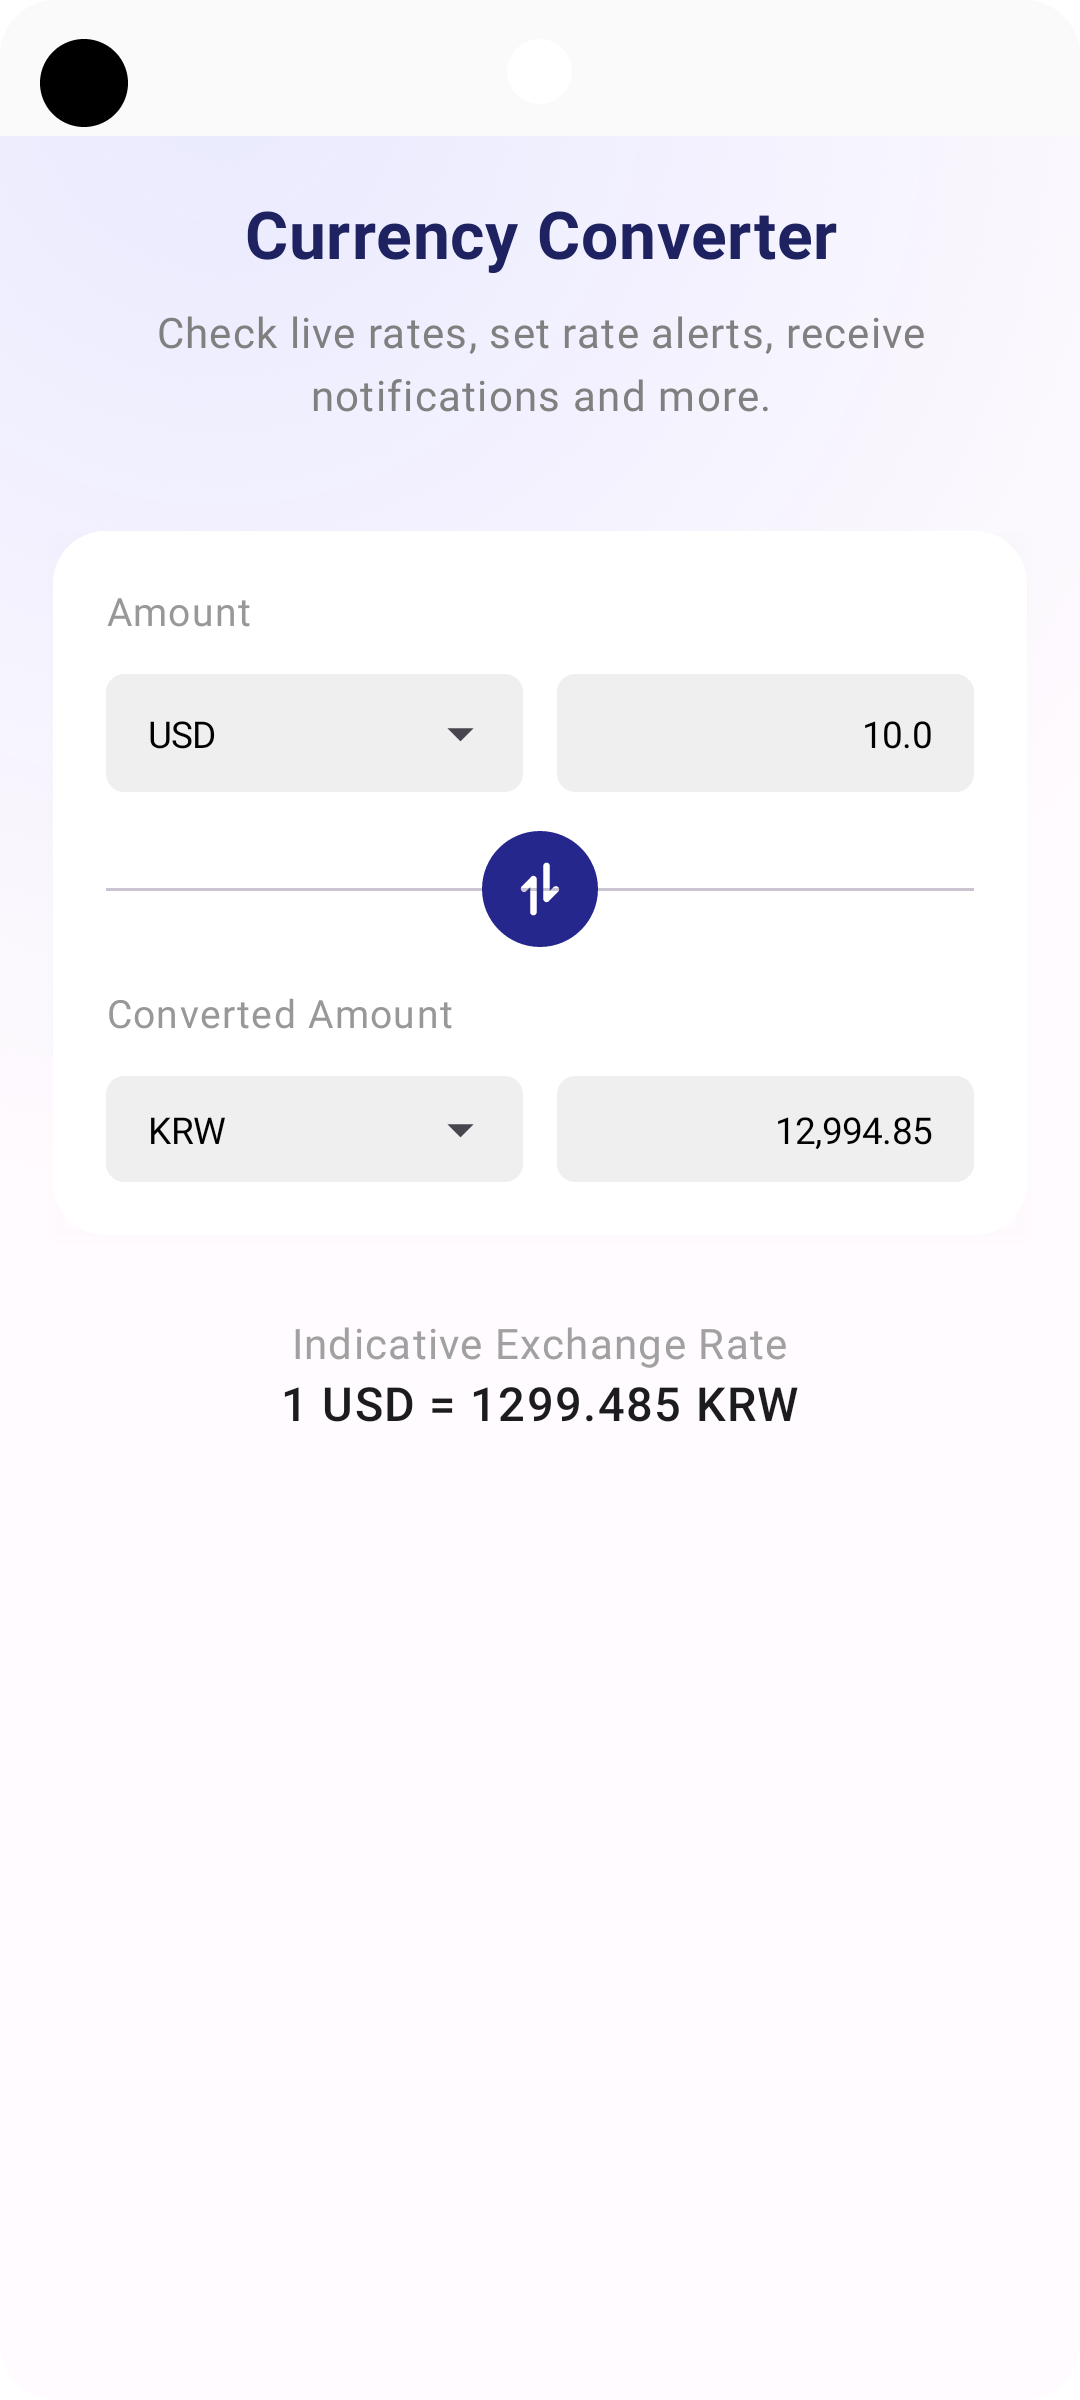 Currency Converter
Check live rates, set rate alerts, receive
notifications and more.
Amount
USD
10.0
Converted Amount
KRW
12,994.85
Indicative Exchange Rate
1 USD = 1299.485 KRW